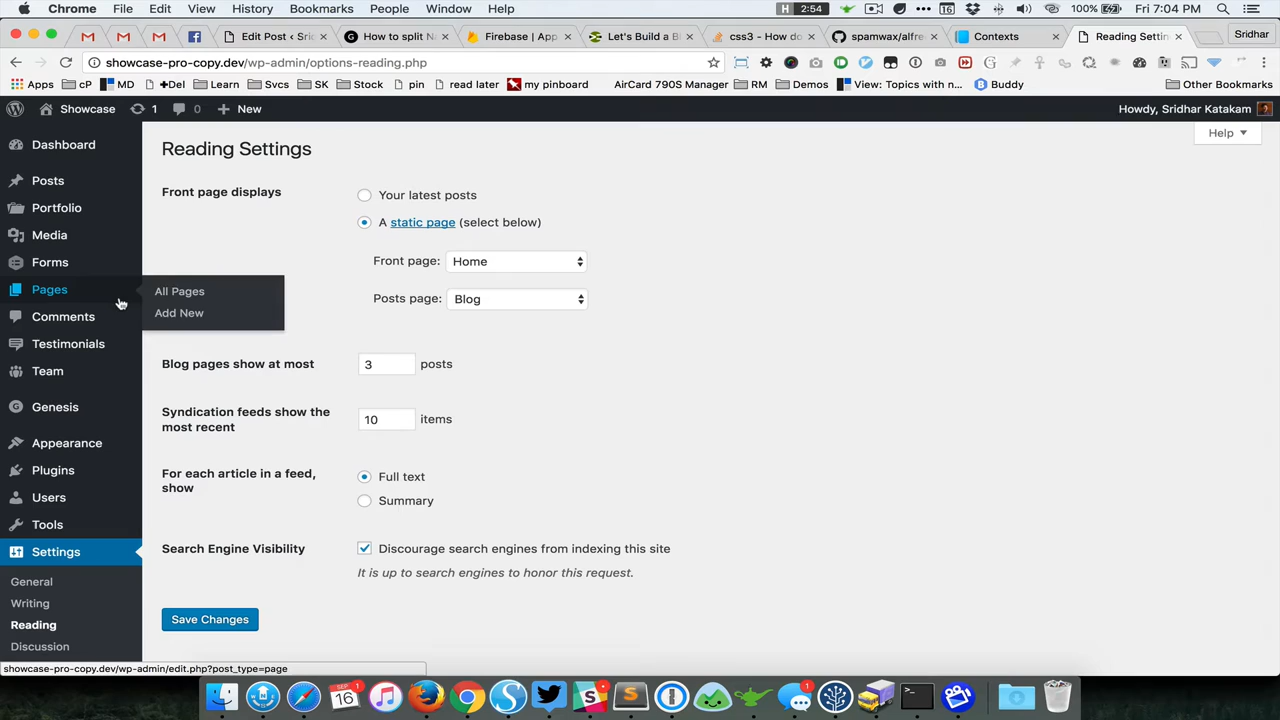 Chrome File Edit View History Bookmarks People Window Help
H 2:54 16 100% Fri 7:04 PM
Edit Post ‹ Sri
How to split N
Firebase | App
Let's Build a B
css3 - How do
spamwax/alfre
Contexts
Reading Settin
Sridhar
showcase-pro-copy.dev/wp-admin/options-reading.php
Apps cP MD +Del Learn Svcs SK Stock pin read later my pinboard AirCard 790S Manager RM Demos View: Topics with n... Buddy Other Bookmarks
Showcase 1 0 New
Howdy, Sridhar Katakam
Help
Dashboard
Posts
Portfolio
Media
Forms
Pages
All Pages
Add New
Comments
Testimonials
Team
Genesis
Appearance
Plugins
Users
Tools
Settings
General
Writing
Reading
Discussion
Reading Settings
Front page displays
Your latest posts
A static page (select below)
Front page: Home
Posts page: Blog
Blog pages show at most
3 posts
Syndication feeds show the
most recent
10 items
For each article in a feed,
show
Full text
Summary
Search Engine Visibility
Discourage search engines from indexing this site
It is up to search engines to honor this request.
Save Changes
showcase-pro-copy.dev/wp-admin/edit.php?post_type=page
SEP
16
1
1